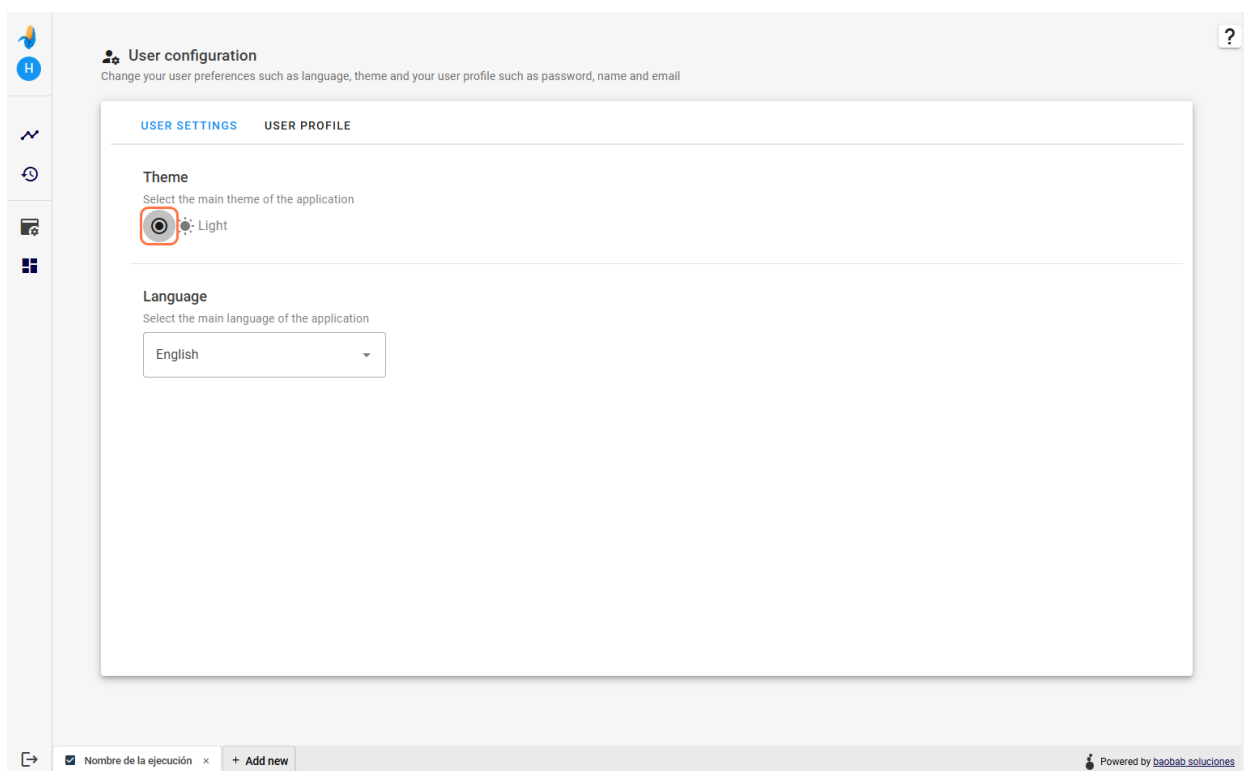 ?
H
User configuration
Change your user preferences such as language, theme and your user profile such as password, name and email
USER SETTINGS USER PROFILE
Theme
Select the main theme of the application
Light
Language
Select the main language of the application
English
Nombre de la ejecución × + Add new
Powered by baobab soluciones